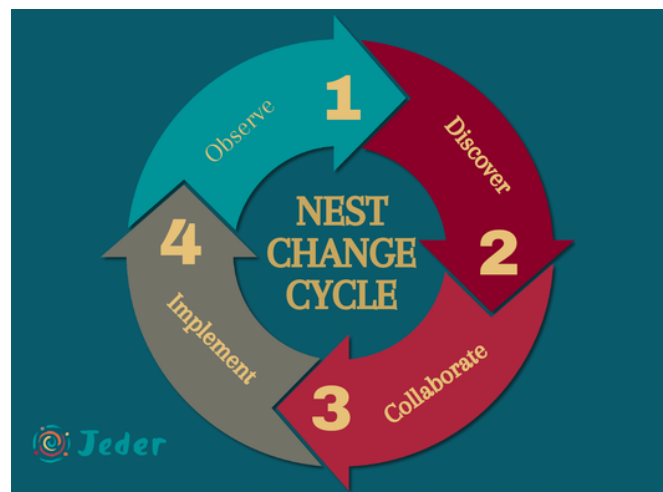 1
Observe
Discover
2
NEST
CHANGE
CYCLE
4
Implement
3
Collaborate
Jeder